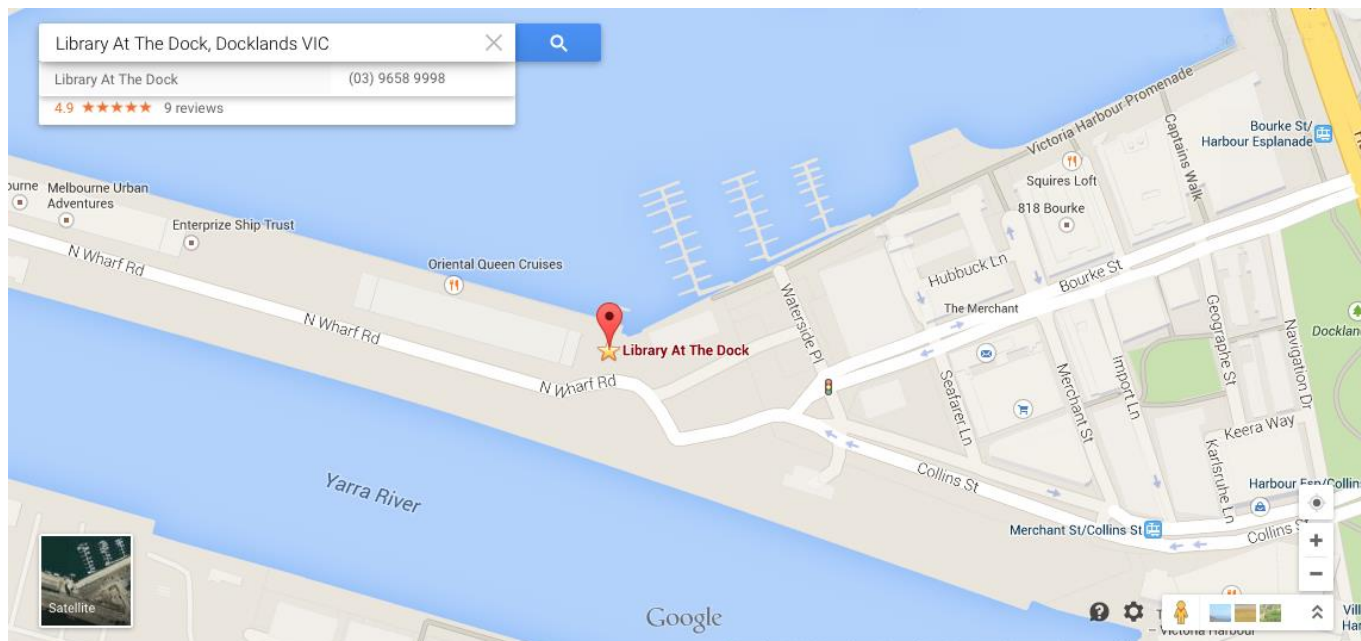 Library At The Dock, Docklands VIC
Library At The Dock
(03) 9658 9998
4.9 ★★★★★ 9 reviews
Victoria Harbour Promenade
Captains Walk
Bourke St/
Harbour Esplanade
Squires Loft
818 Bourke
Melbourne Urban
Adventures
Enterprize Ship Trust
N Wharf Rd
Oriental Queen Cruises
Hubbuck Ln
Bourke St
The Merchant
Waterside Pl
N Wharf Rd
Library At The Dock
N Wharf Rd
Seafarer Ln
Merchant St
Import Ln
Geographe St
Navigation Dr
Keera Way
Karlsruhe Ln
Collins St
Yarra River
Merchant St/Collins St
Collins St
Satellite
Google